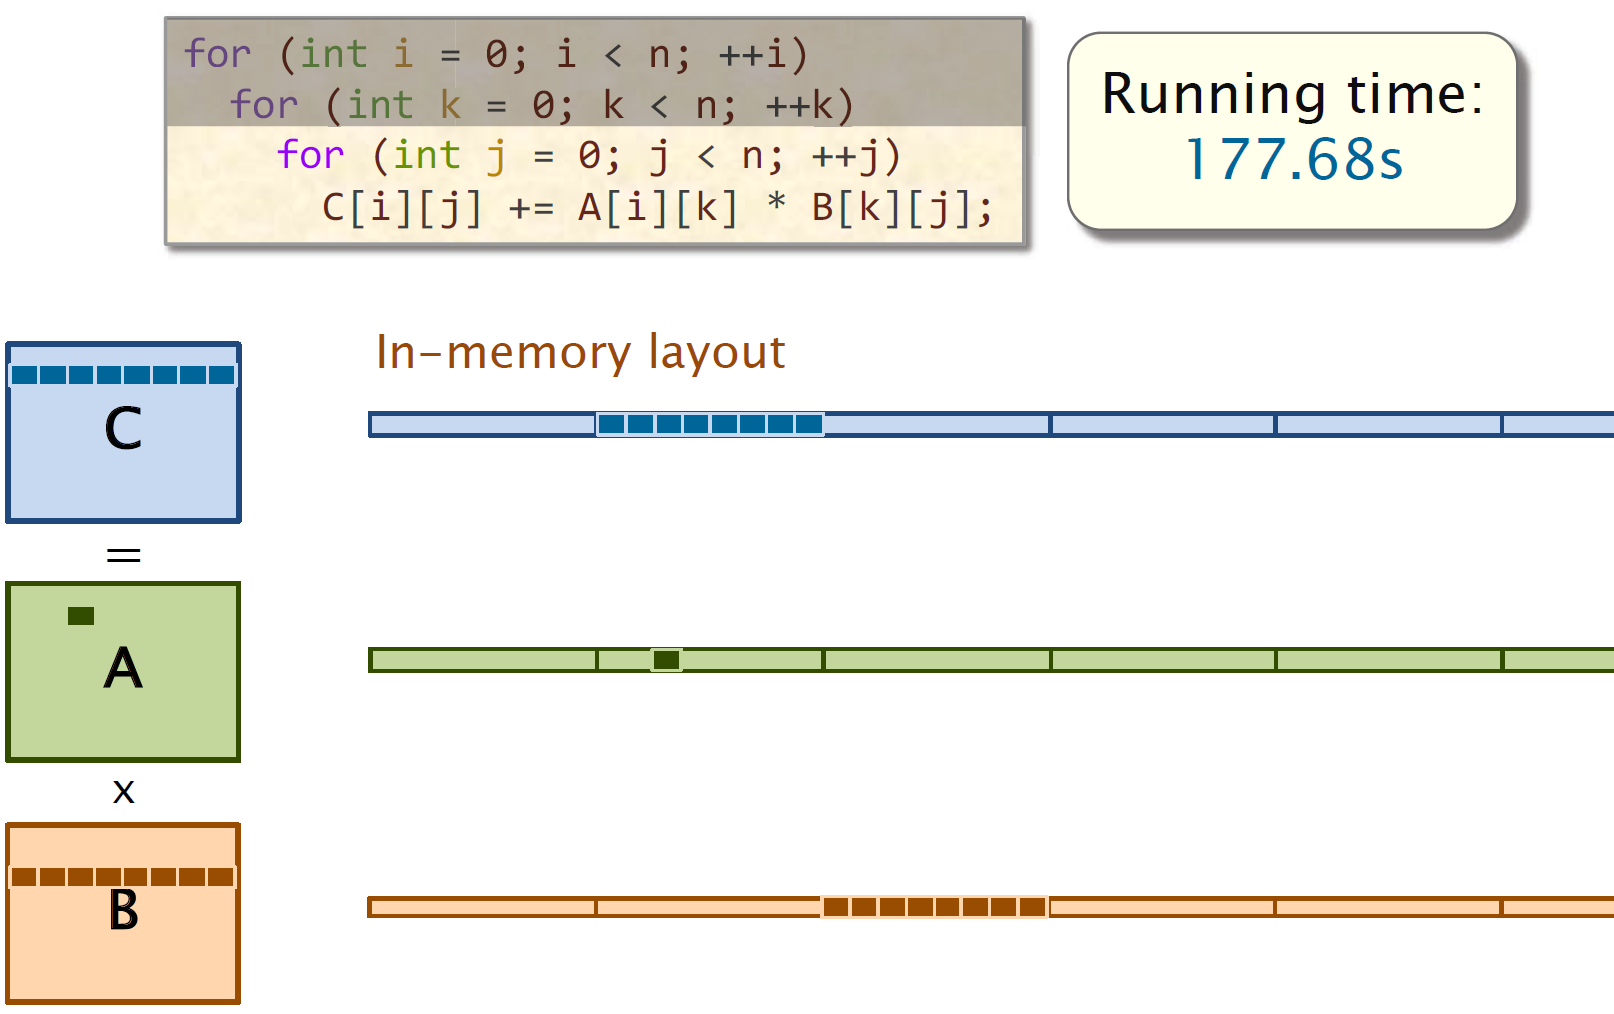 for (int i = 0; i < n; ++i)
  for (int k = 0; k < n; ++k)
    for (int j = 0; j < n; ++j)
      C[i][j] += A[i][k] * B[k][j];
Running time:
177.68s
In-memory layout
C
=
A
x
B